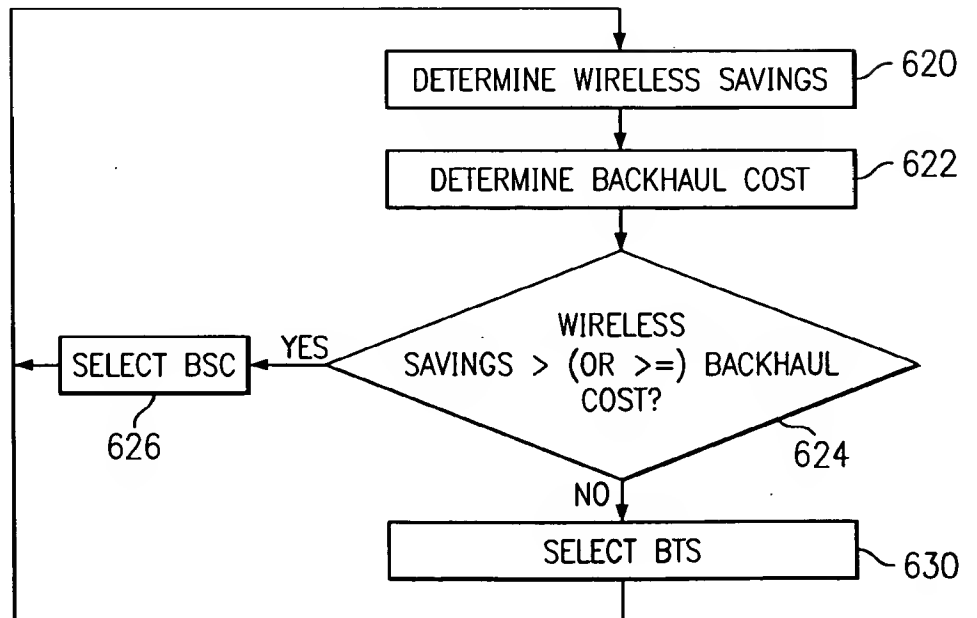 DETERMINE WIRELESS SAVINGS
620
DETERMINE BACKHAUL COST
622
WIRELESS
SAVINGS > (OR >=) BACKHAUL
COST?
624
YES
SELECT BSC
626
NO
SELECT BTS
630